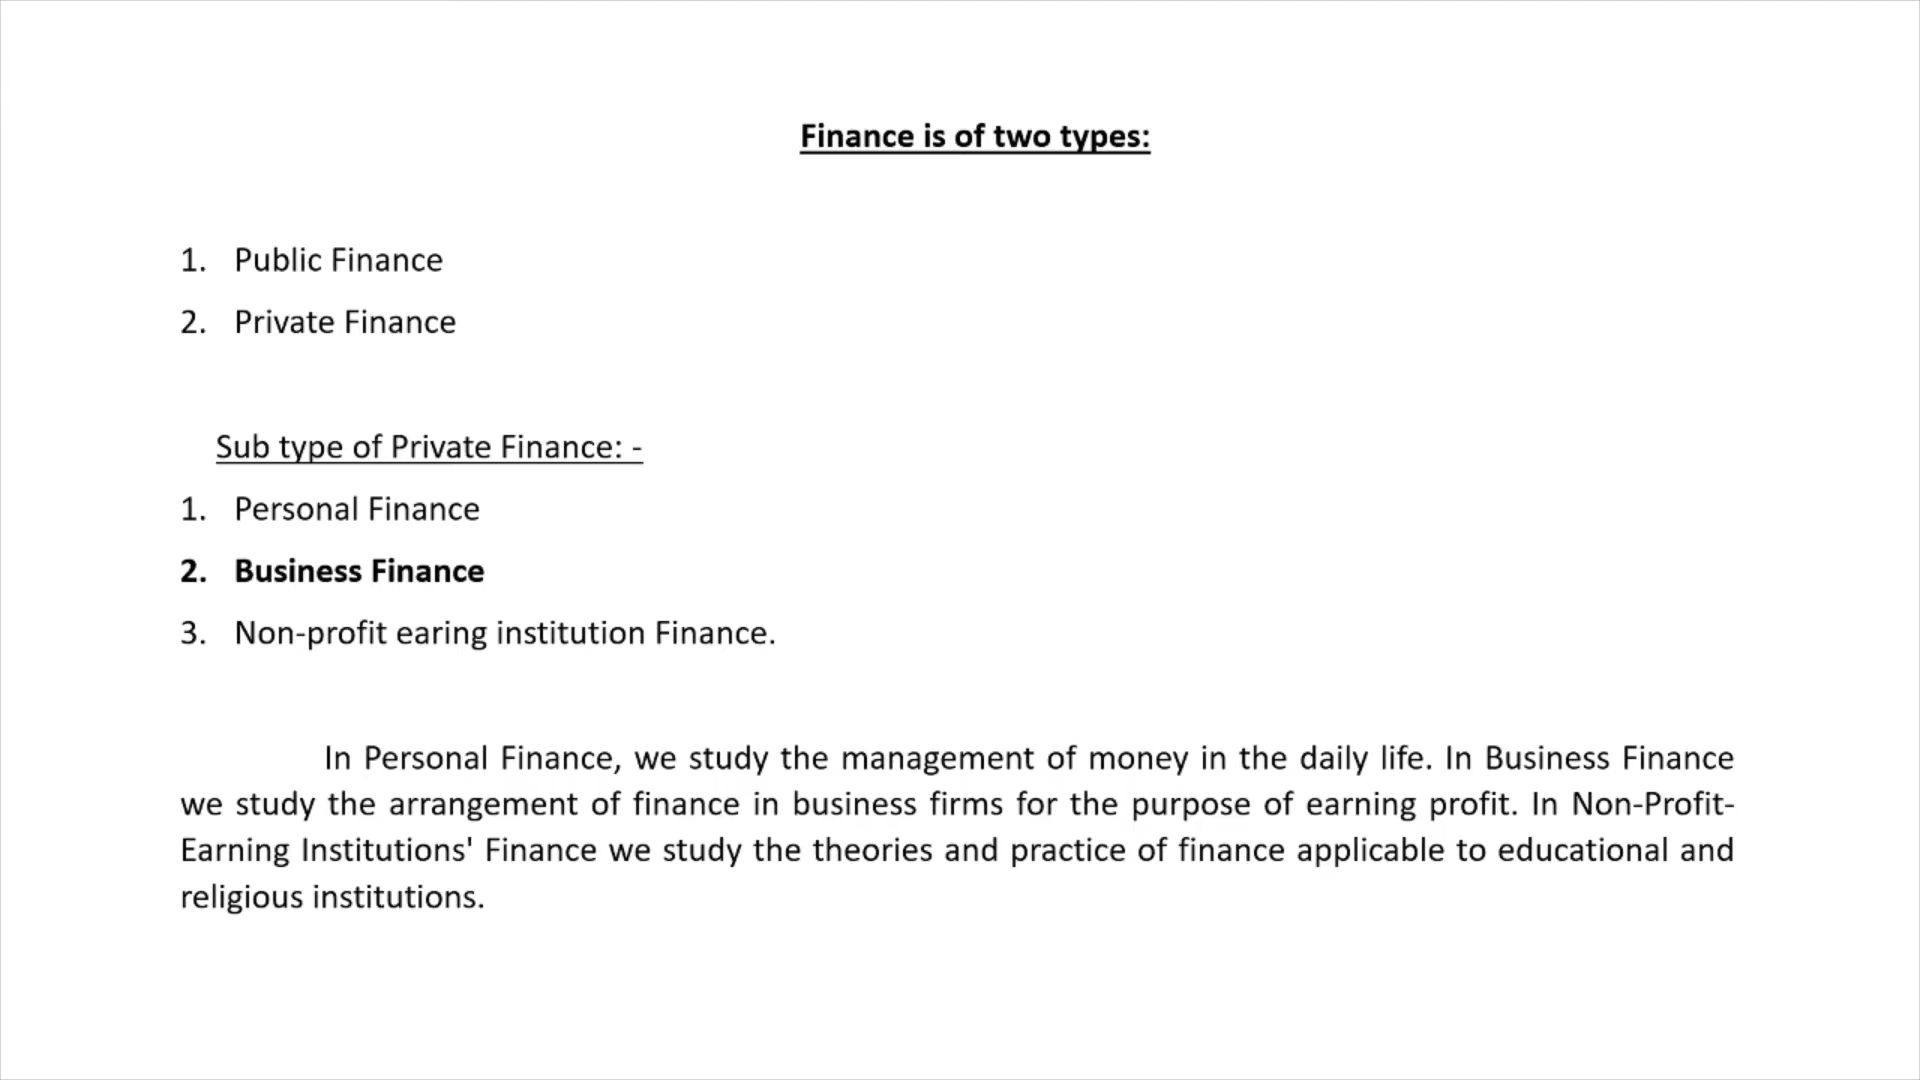 Finance is of two types:
1. Public Finance
2. Private Finance
Sub type of Private Finance: -
1. Personal Finance
2. Business Finance
3. Non-profit earing institution Finance.
In Personal Finance, we study the management of money in the daily life. In Business Finance
we study the arrangement of finance in business firms for the purpose of earning profit. In Non-Profit-
Earning Institutions' Finance we study the theories and practice of finance applicable to educational and
religious institutions.